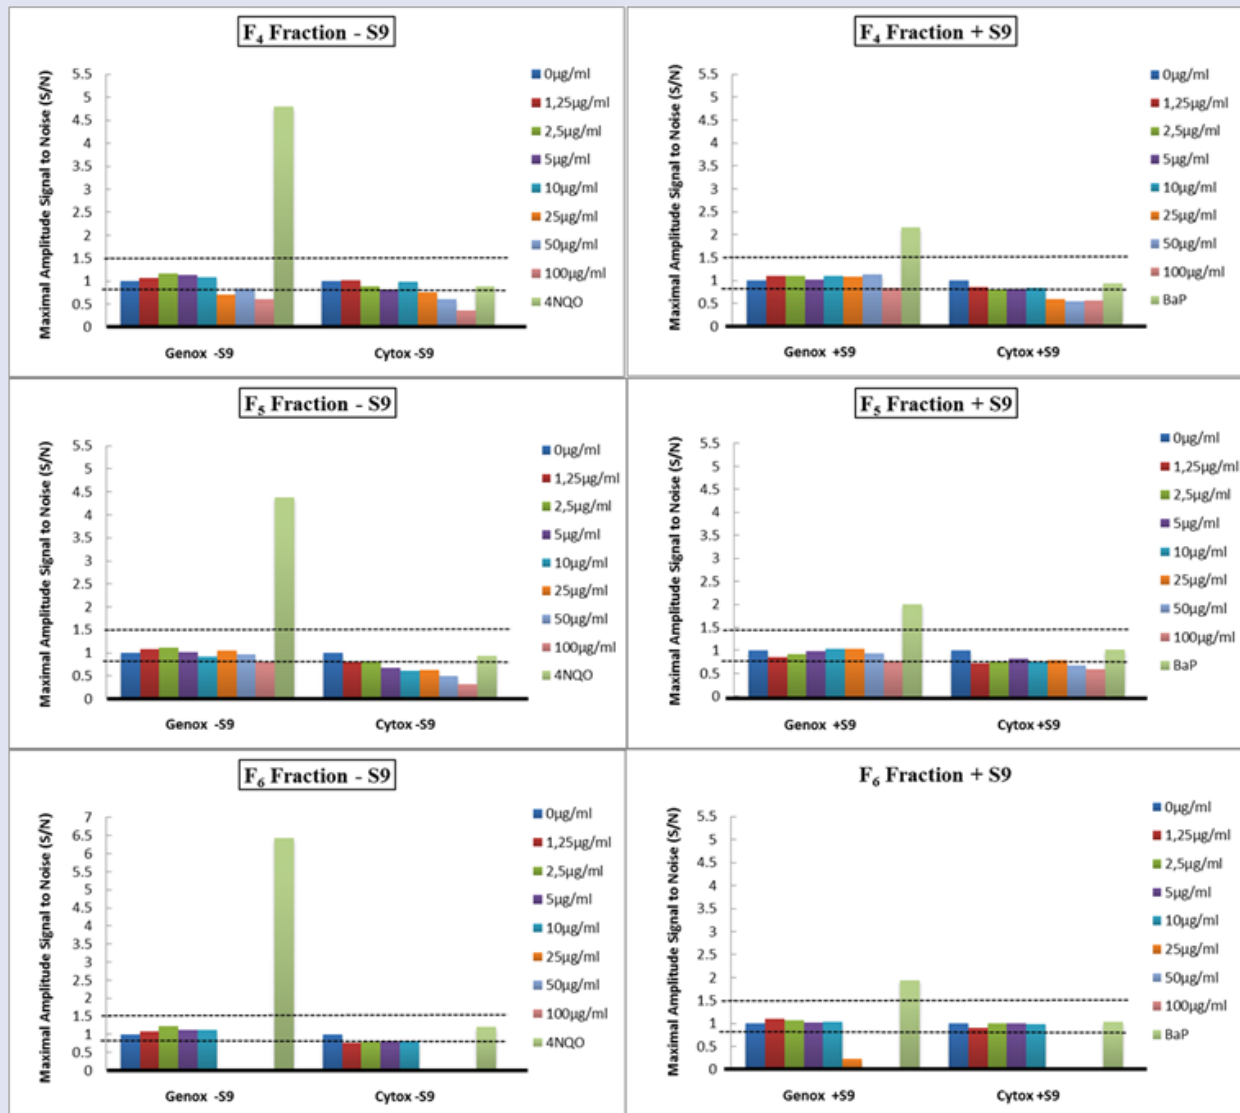 F4 Fraction - S9
Maximal Amplitude Signal to Noise (S/N)
5.5
5
4.5
4
3.5
3
2.5
2
1.5
1
0.5
0
Genox -S9
Cytox -S9
0µg/ml
1,25µg/ml
2,5µg/ml
5µg/ml
10µg/ml
25µg/ml
50µg/ml
100µg/ml
4NQO
F4 Fraction + S9
Maximal Amplitude Signal to Noise (S/N)
5.5
5
4.5
4
3.5
3
2.5
2
1.5
1
0.5
0
Genox +S9
Cytox +S9
0µg/ml
1,25µg/ml
2,5µg/ml
5µg/ml
10µg/ml
25µg/ml
50µg/ml
100µg/ml
BaP
F5 Fraction - S9
Maximal Amplitude Signal to Noise (S/N)
5.5
5
4.5
4
3.5
3
2.5
2
1.5
1
0.5
0
Genox -S9
Cytox -S9
0µg/ml
1,25µg/ml
2,5µg/ml
5µg/ml
10µg/ml
25µg/ml
50µg/ml
100µg/ml
4NQO
F5 Fraction + S9
Maximal Amplitude Signal to Noise (S/N)
5.5
5
4.5
4
3.5
3
2.5
2
1.5
1
0.5
0
Genox +S9
Cytox +S9
0µg/ml
1,25µg/ml
2,5µg/ml
5µg/ml
10µg/ml
25µg/ml
50µg/ml
100µg/ml
BaP
F6 Fraction - S9
Maximal Amplitude Signal to Noise (S/N)
7
6.5
6
5.5
5
4.5
4
3.5
3
2.5
2
1.5
1
0.5
0
Genox -S9
Cytox -S9
0µg/ml
1,25µg/ml
2,5µg/ml
5µg/ml
10µg/ml
25µg/ml
50µg/ml
100µg/ml
4NQO
F6 Fraction + S9
Maximal Amplitude Signal to Noise (S/N)
5.5
5
4.5
4
3.5
3
2.5
2
1.5
1
0.5
0
Genox +S9
Cytox +S9
0µg/ml
1,25µg/ml
2,5µg/ml
5µg/ml
10µg/ml
25µg/ml
50µg/ml
100µg/ml
BaP